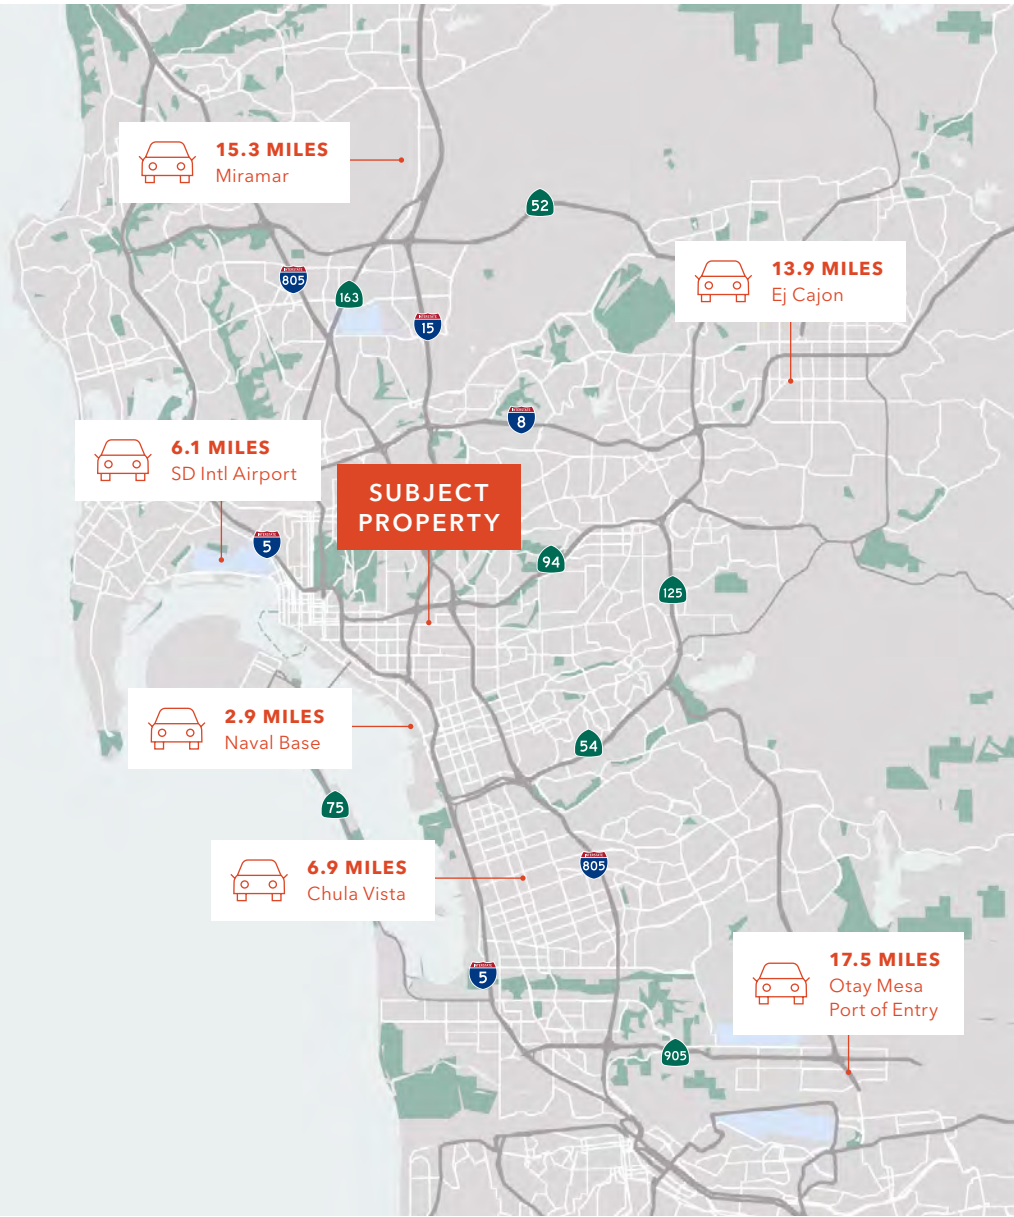 15.3 MILES
Miramar
52
13.9 MILES
Ej Cajon
805
163
15
8
6.1 MILES
SD Intl Airport
SUBJECT
PROPERTY
5
94
125
2.9 MILES
Naval Base
54
75
805
6.9 MILES
Chula Vista
17.5 MILES
Otay Mesa
Port of Entry
5
905